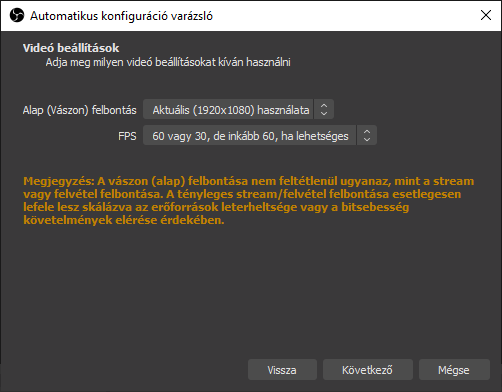 Automatikus konfiguráció varázsló
Videó beállítások
Adja meg milyen videó beállításokat kíván használni
Alap (Vászon) felbontás
Aktuális (1920x1080) használata
FPS
60 vagy 30, de inkább 60, ha lehetséges
Megjegyzés: A vászon (alap) felbontása nem feltétlenül ugyanaz, mint a stream
vagy felvétel felbontása. A tényleges stream/felvétel felbontása esetlegesen
lefele lesz skálázva az erőforrások leterheltsége vagy a bitsebesség
követelmények elérése érdekében.
Vissza
Következő
Mégse